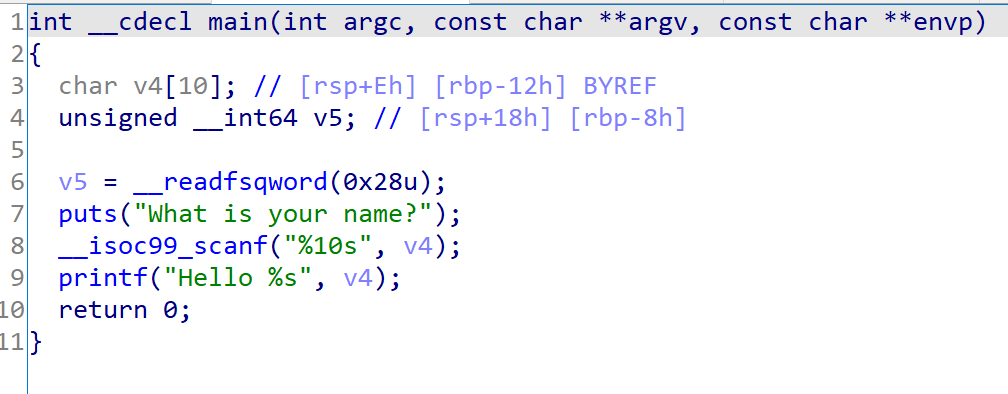 1 int __cdecl main(int argc, const char **argv, const char **envp)
2 {
3   char v4[10]; // [rsp+Eh] [rbp-12h] BYREF
4   unsigned __int64 v5; // [rsp+18h] [rbp-8h]
5
6   v5 = __readfsqword(0x28u);
7   puts("What is your name?");
8   __isoc99_scanf("%10s", v4);
9   printf("Hello %s", v4);
10   return 0;
11 }